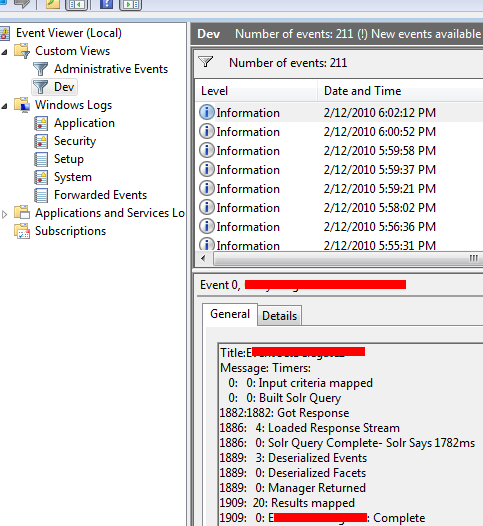 Event Viewer (Local)
Custom Views
Administrative Events
Dev
Windows Logs
Application
Security
Setup
System
Forwarded Events
Applications and Services Lo
Subscriptions
Dev Number of events: 211 (!) New events available
Number of events: 211
Level Date and Time
Information 2/12/2010 6:02:12 PM
Information 2/12/2010 6:00:52 PM
Information 2/12/2010 5:59:58 PM
Information 2/12/2010 5:59:37 PM
Information 2/12/2010 5:59:21 PM
Information 2/12/2010 5:58:02 PM
Information 2/12/2010 5:56:36 PM
Information 2/12/2010 5:55:31 PM
Event 0,
General Details
Title:
Message: Timers:
0: 0: Input criteria mapped
0: 0: Built Solr Query
1882:1882: Got Response
1886: 4: Loaded Response Stream
1886: 0: Solr Query Complete- Solr Says 1782ms
1889: 3: Deserialized Events
1889: 0: Deserialized Facets
1889: 0: Manager Returned
1909: 20: Results mapped
1909: 0: E : Complete